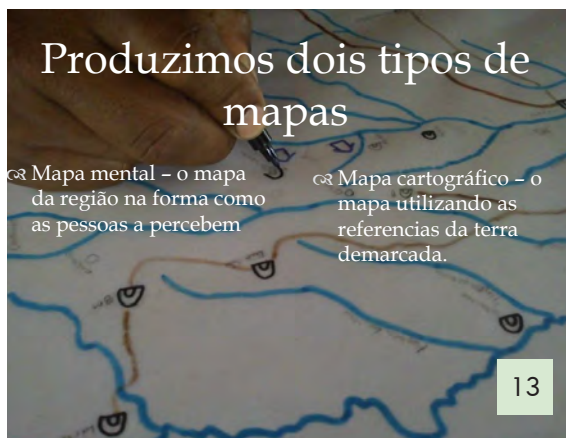 Produzimos dois tipos de
mapas
Mapa mental – o mapa
da região na forma como
as pessoas a percebem
Mapa cartográfico – o
mapa utilizando as
referencias da terra
demarcada.
13